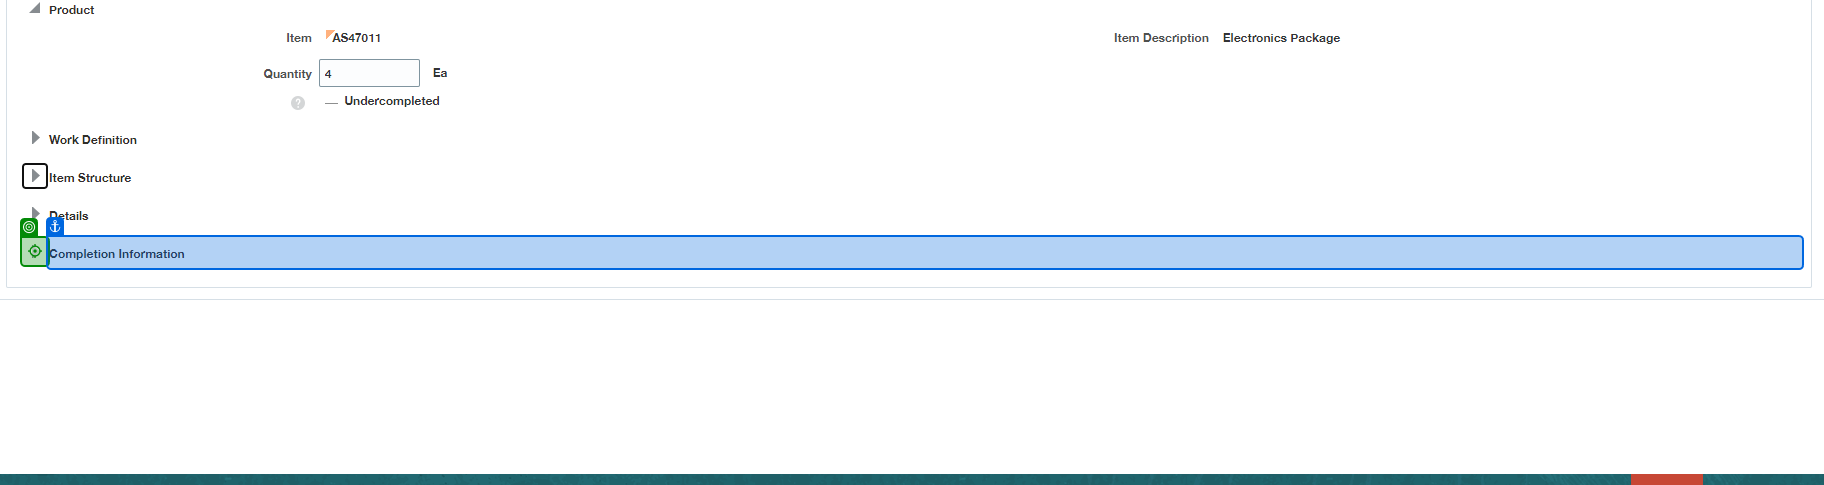 Product
Item AS47011 Item Description Electronics Package
Quantity 4 Ea
? — Undercompleted
Work Definition
Item Structure
Details
Completion Information